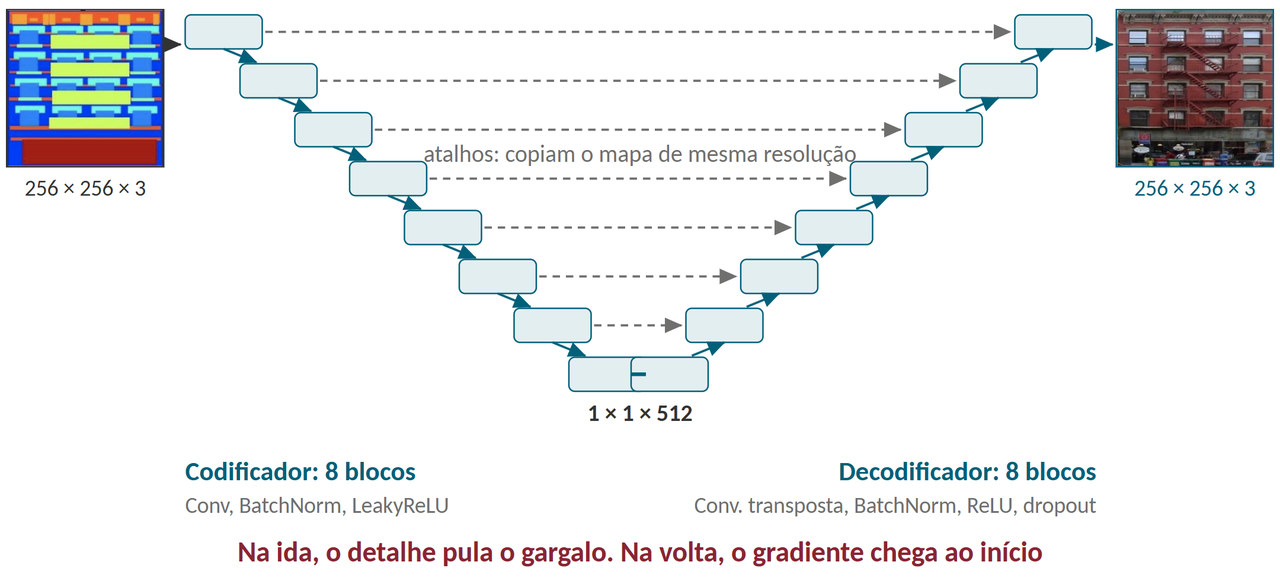 atalhos: copiam o mapa de mesma resolução
256 × 256 × 3
256 × 256 × 3
1 × 1 × 512
Codificador: 8 blocos
Decodificador: 8 blocos
Conv, BatchNorm, LeakyReLU
Conv. transposta, BatchNorm, ReLU, dropout
Na ida, o detalhe pula o gargalo. Na volta, o gradiente chega ao início